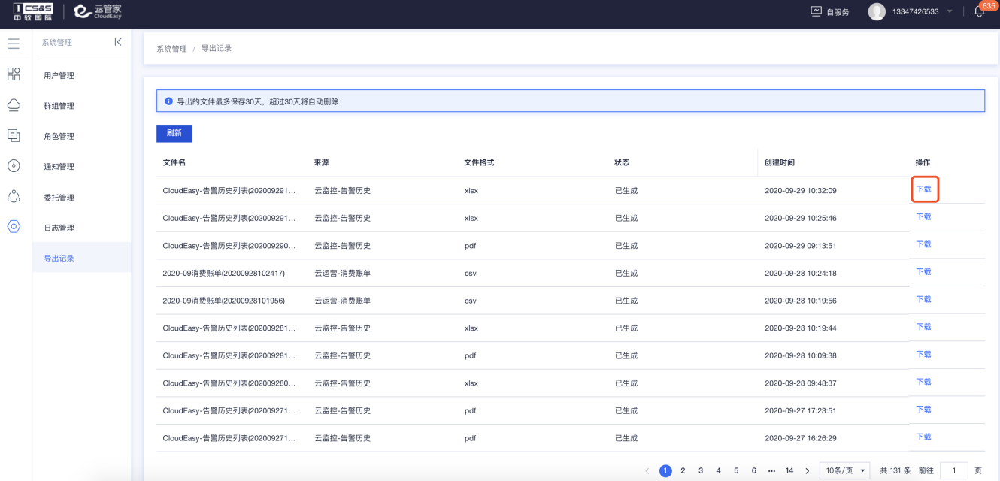 CS&S
中软国际
云管家
CloudEasy
自服务
13347426533
635
系统管理
用户管理
群组管理
角色管理
通知管理
委托管理
日志管理
导出记录
系统管理 / 导出记录
导出的文件最多保存30天，超过30天将自动删除
刷新
文件名 来源 文件格式 状态 创建时间 操作
CloudEasy-告警历史列表(202009291... 云监控-告警历史 xlsx 已生成 2020-09-29 10:32:09 下载
CloudEasy-告警历史列表(202009291... 云监控-告警历史 xlsx 已生成 2020-09-29 10:25:46 下载
CloudEasy-告警历史列表(202009290... 云监控-告警历史 pdf 已生成 2020-09-29 09:13:51 下载
2020-09消费账单(20200928102417) 云运营-消费账单 csv 已生成 2020-09-28 10:24:18 下载
2020-09消费账单(20200928101956) 云运营-消费账单 csv 已生成 2020-09-28 10:19:56 下载
CloudEasy-告警历史列表(202009281... 云监控-告警历史 xlsx 已生成 2020-09-28 10:19:44 下载
CloudEasy-告警历史列表(202009281... 云监控-告警历史 pdf 已生成 2020-09-28 10:09:38 下载
CloudEasy-告警历史列表(202009280... 云监控-告警历史 xlsx 已生成 2020-09-28 09:48:37 下载
CloudEasy-告警历史列表(202009271... 云监控-告警历史 pdf 已生成 2020-09-27 17:23:51 下载
CloudEasy-告警历史列表(202009271... 云监控-告警历史 pdf 已生成 2020-09-27 16:26:29 下载
1 2 3 4 5 6 ... 14 10条/页 共 131 条 前往 1 页